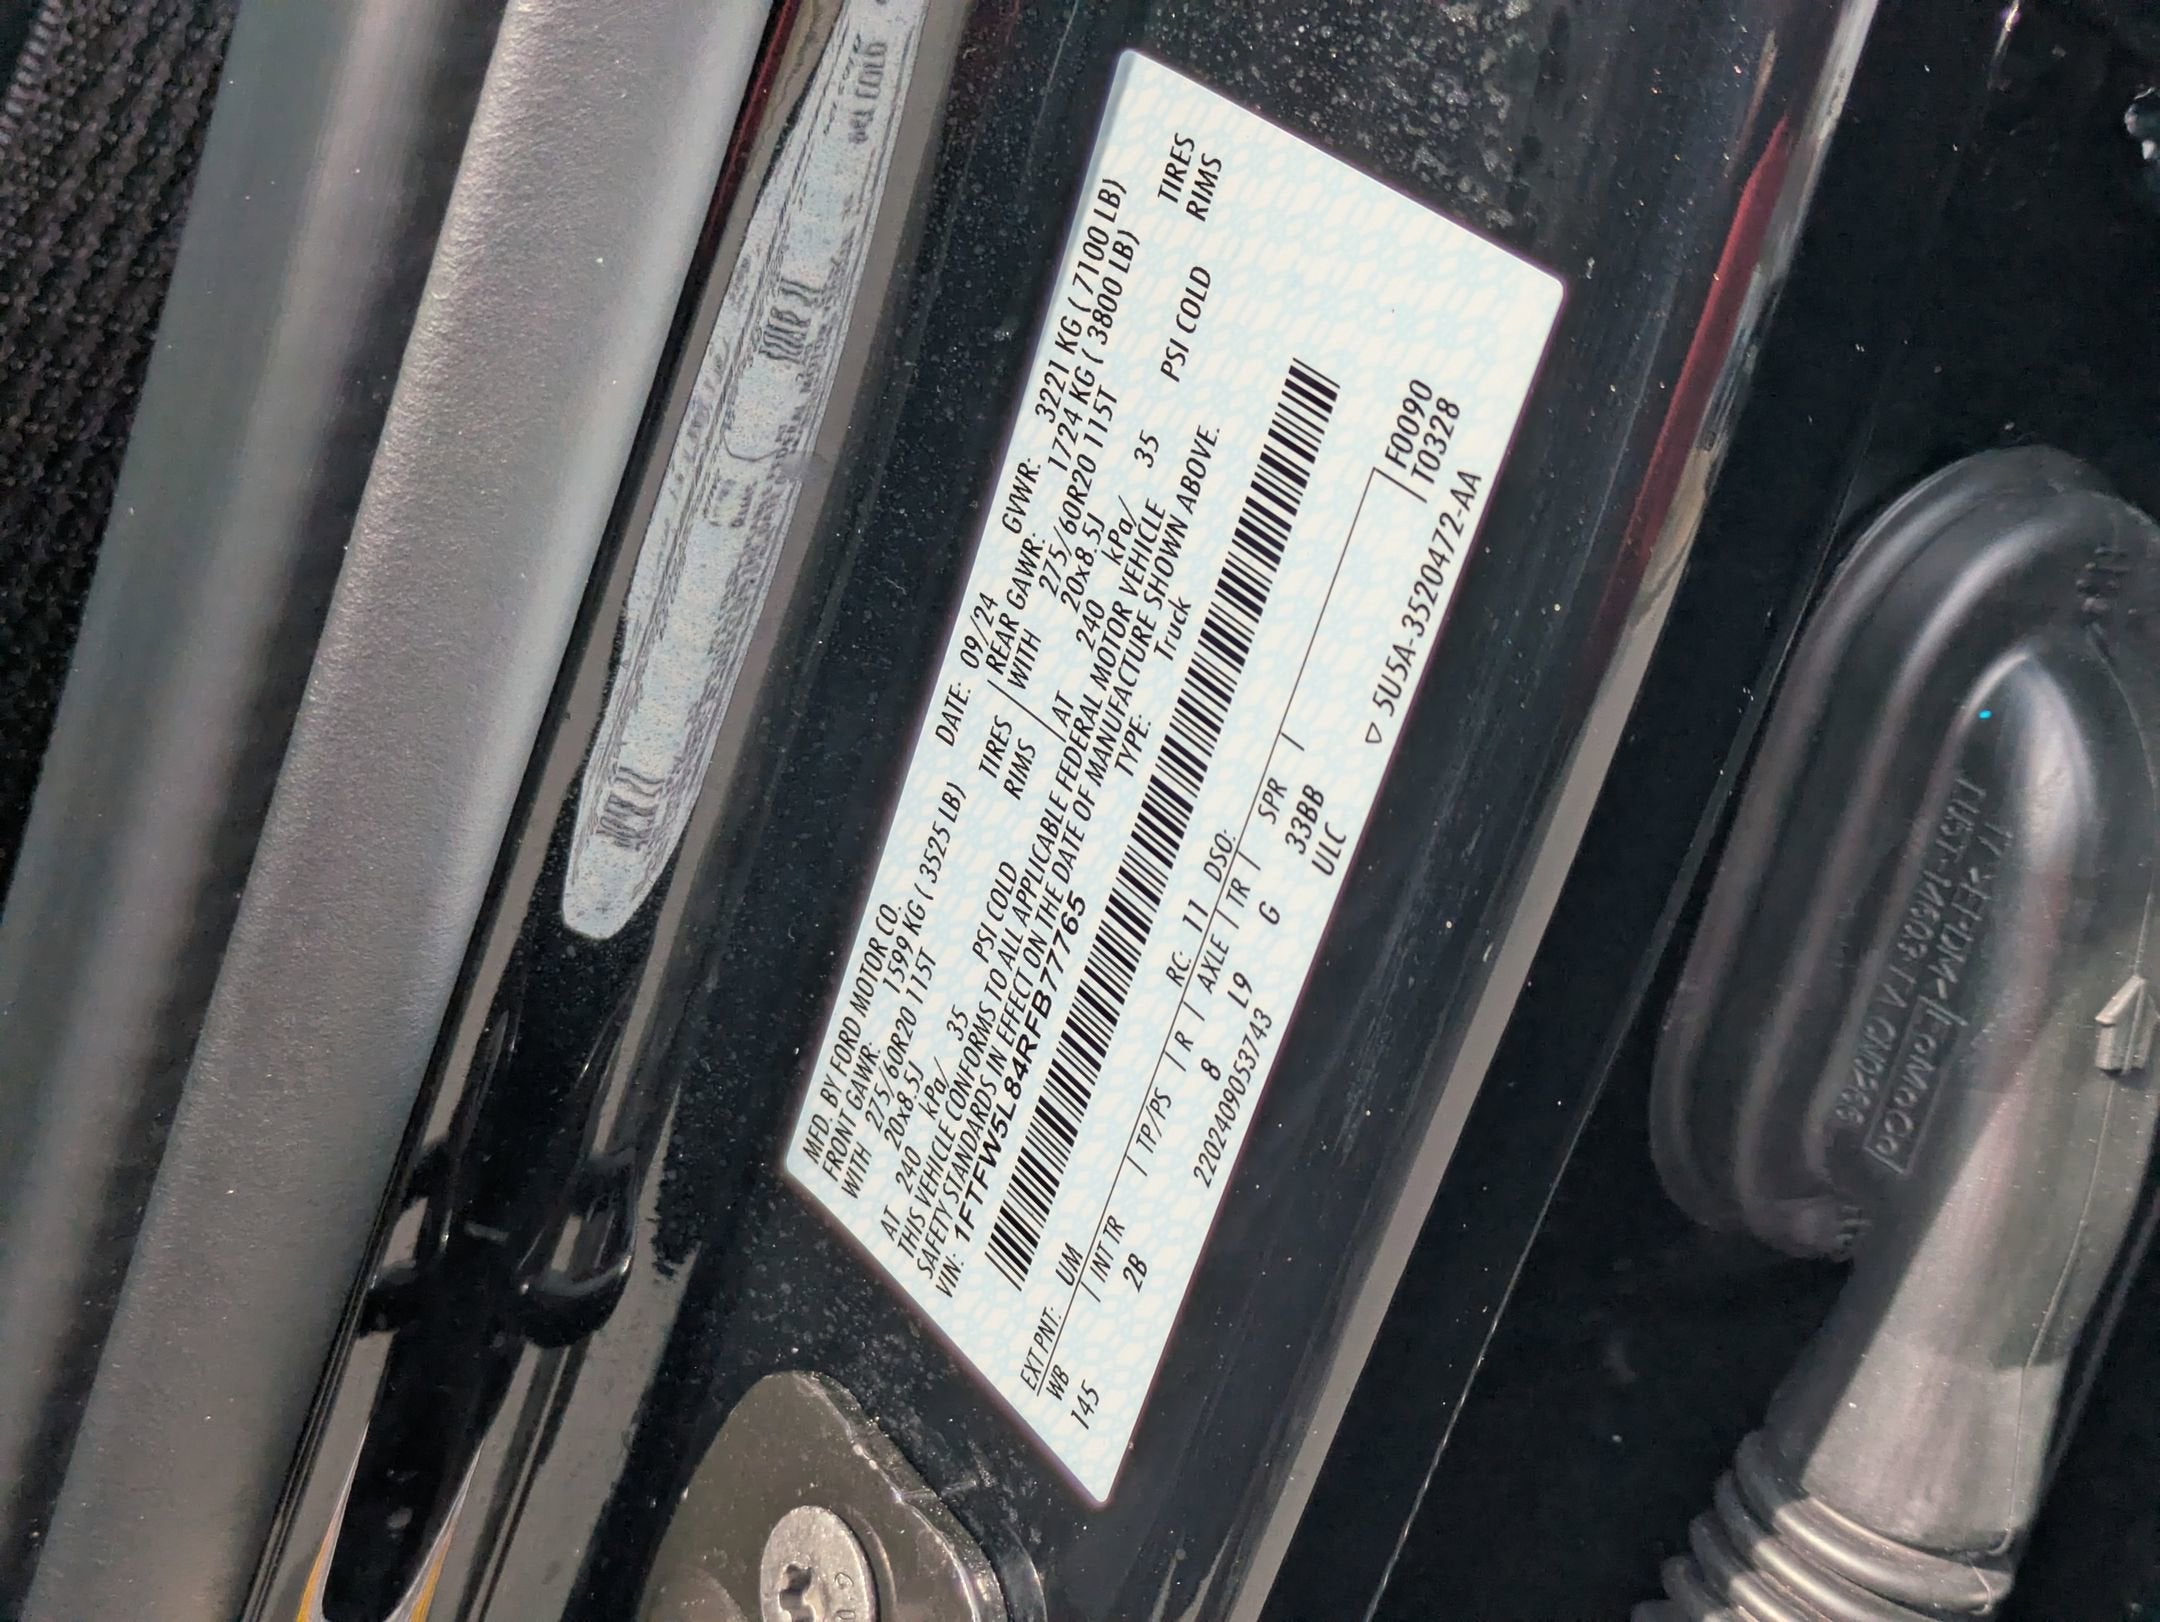 MFD. BY FORD MOTOR CO. DATE: 09/24 GVWR: 3221 KG ( 7100 LB)
FRONT GAWR: 1599 KG ( 3525 LB) REAR GAWR: 1724 KG ( 3800 LB)
WITH 275/60R20 115T TIRES WITH 275/60R20 115T TIRES
20x8.5J RIMS 20x8.5J RIMS
AT 240 kPa/ 35 PSI COLD AT 240 kPa/ 35 PSI COLD
THIS VEHICLE CONFORMS TO ALL APPLICABLE FEDERAL MOTOR VEHICLE
SAFETY STANDARDS IN EFFECT ON THE DATE OF MANUFACTURE SHOWN ABOVE.
VIN: 1FTFW5L84RFB77765 TYPE: Truck
EXT PNT: UM RC: 11 DSO: F0090
WB | INT TR | TP/PS | R | AXLE | TR | SPR | T0328
145 2B 8 L9 G 33BB
ULC
2202409053743 ▽ 5U5A-3520472-AA
PSI COLD
FoMoCo